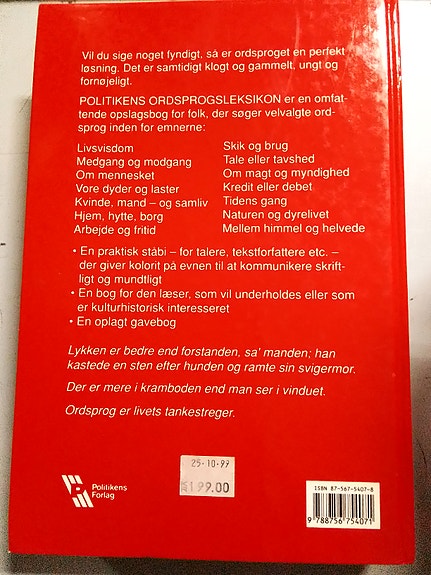 Vil du sige noget fyndigt, så er ordsproget en perfekt
løsning. Det er samtidigt klogt og gammelt, ungt og
fornøjeligt.
POLITIKENS ORDSPROGSLEKSIKON er en omfat-
tende opslagsbog for folk, der søger velvalgte ord-
sprog inden for emnerne:
Livsvisdom
Medgang og modgang
Om mennesket
Vore dyder og laster
Kvinde, mand – og samliv
Hjem, hytte, borg
Arbejde og fritid
Skik og brug
Tale eller tavshed
Om magt og myndighed
Kredit eller debet
Tidens gang
Naturen og dyrelivet
Mellem himmel og helvede
• En praktisk ståbi – for talere, tekstforfattere etc. –
der giver kolorit på evnen til at kommunikere skrift-
ligt og mundtligt
• En bog for den læser, som vil underholdes eller som
er kulturhistorisk interesseret
• En oplagt gavebog
Lykken er bedre end forstanden, sa' manden; han
kastede en sten efter hunden og ramte sin svigermor.
Der er mere i kramboden end man ser i vinduet.
Ordsprog er livets tankestreger.
Politikens
Forlag
25-10-99
199.00
ISBN 87-567-5407-8
9 788756 754071